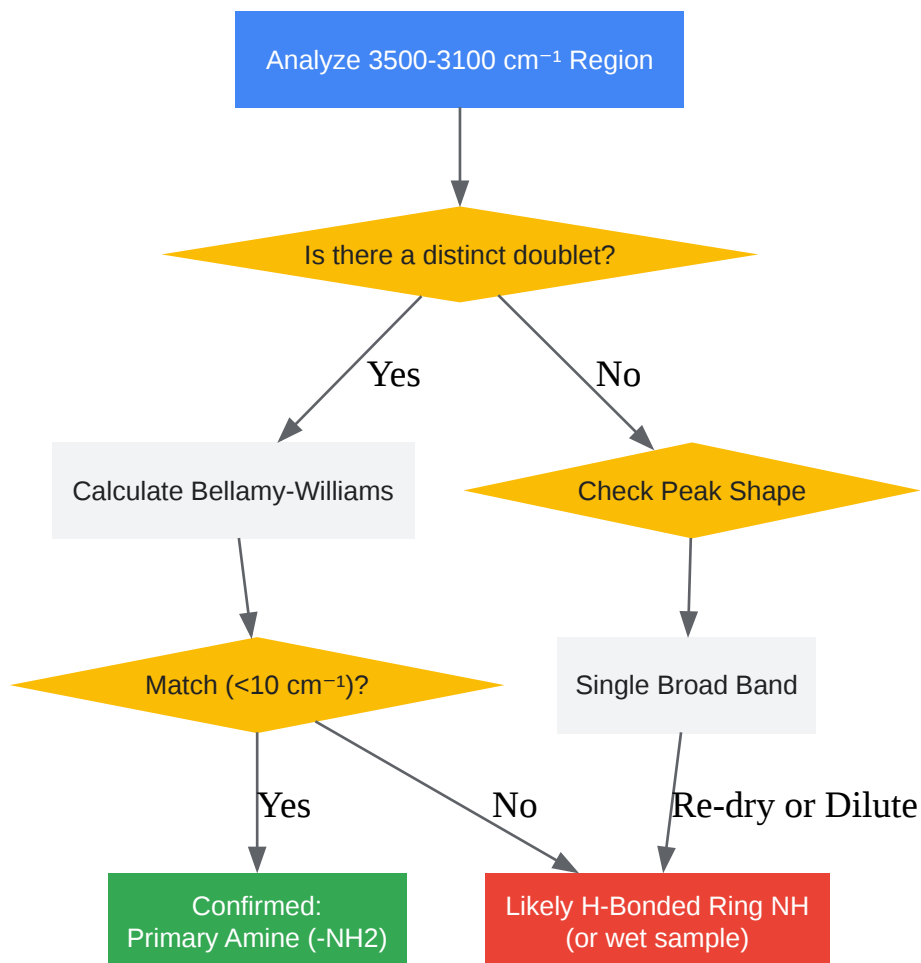 Analyze 3500-3100 cm⁻¹ Region
Is there a distinct doublet?
Yes
No
Calculate Bellamy-Williams
Check Peak Shape
Match (<10 cm⁻¹)?
Single Broad Band
Yes
No
Re-dry or Dilute
Confirmed:
Primary Amine (-NH2)
Likely H-Bonded Ring NH
(or wet sample)